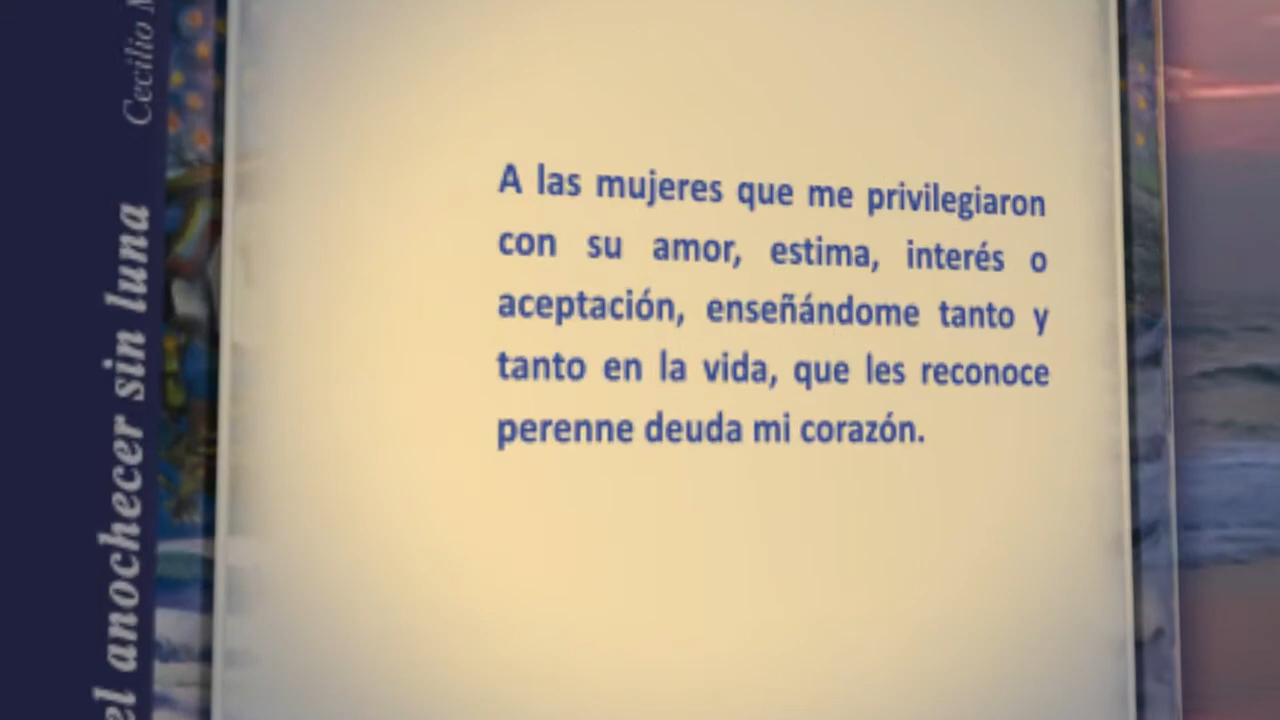 Cecilio
el anochecer sin luna
A las mujeres que me privilegiaron
con su amor, estima, interés o
aceptación, enseñándome tanto y
tanto en la vida, que les reconoce
perenne deuda mi corazón.